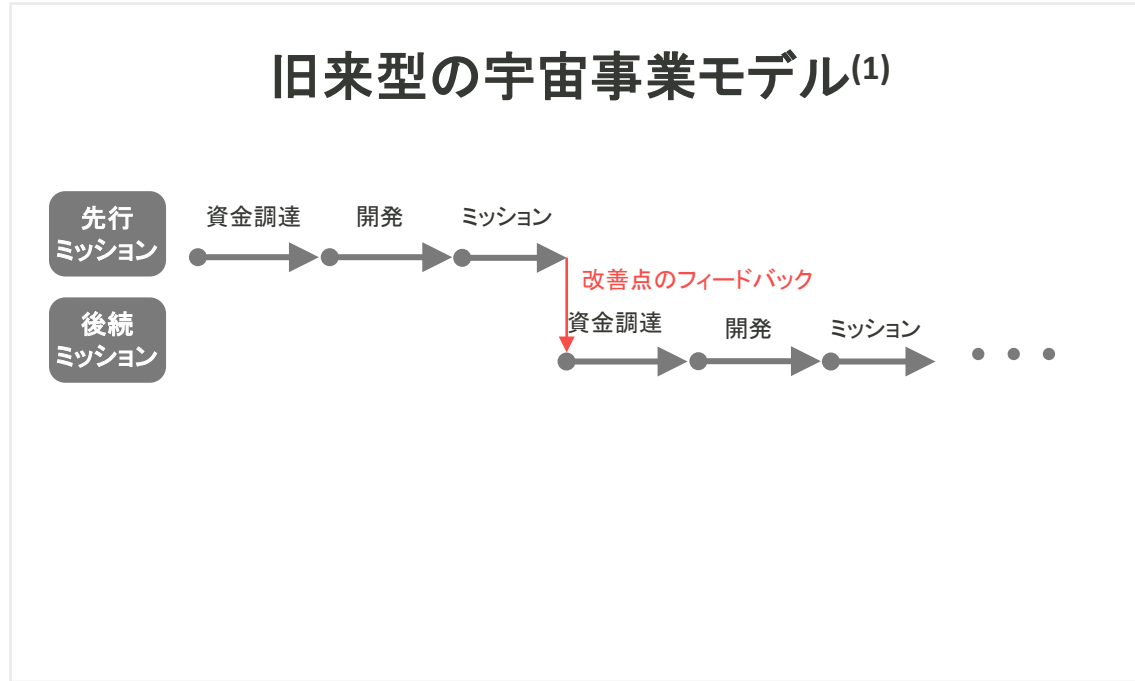 旧来型の宇宙事業モデル(1)
先行
ミッション
資金調達
開発
ミッション
改善点のフィードバック
後続
ミッション
資金調達
開発
ミッション